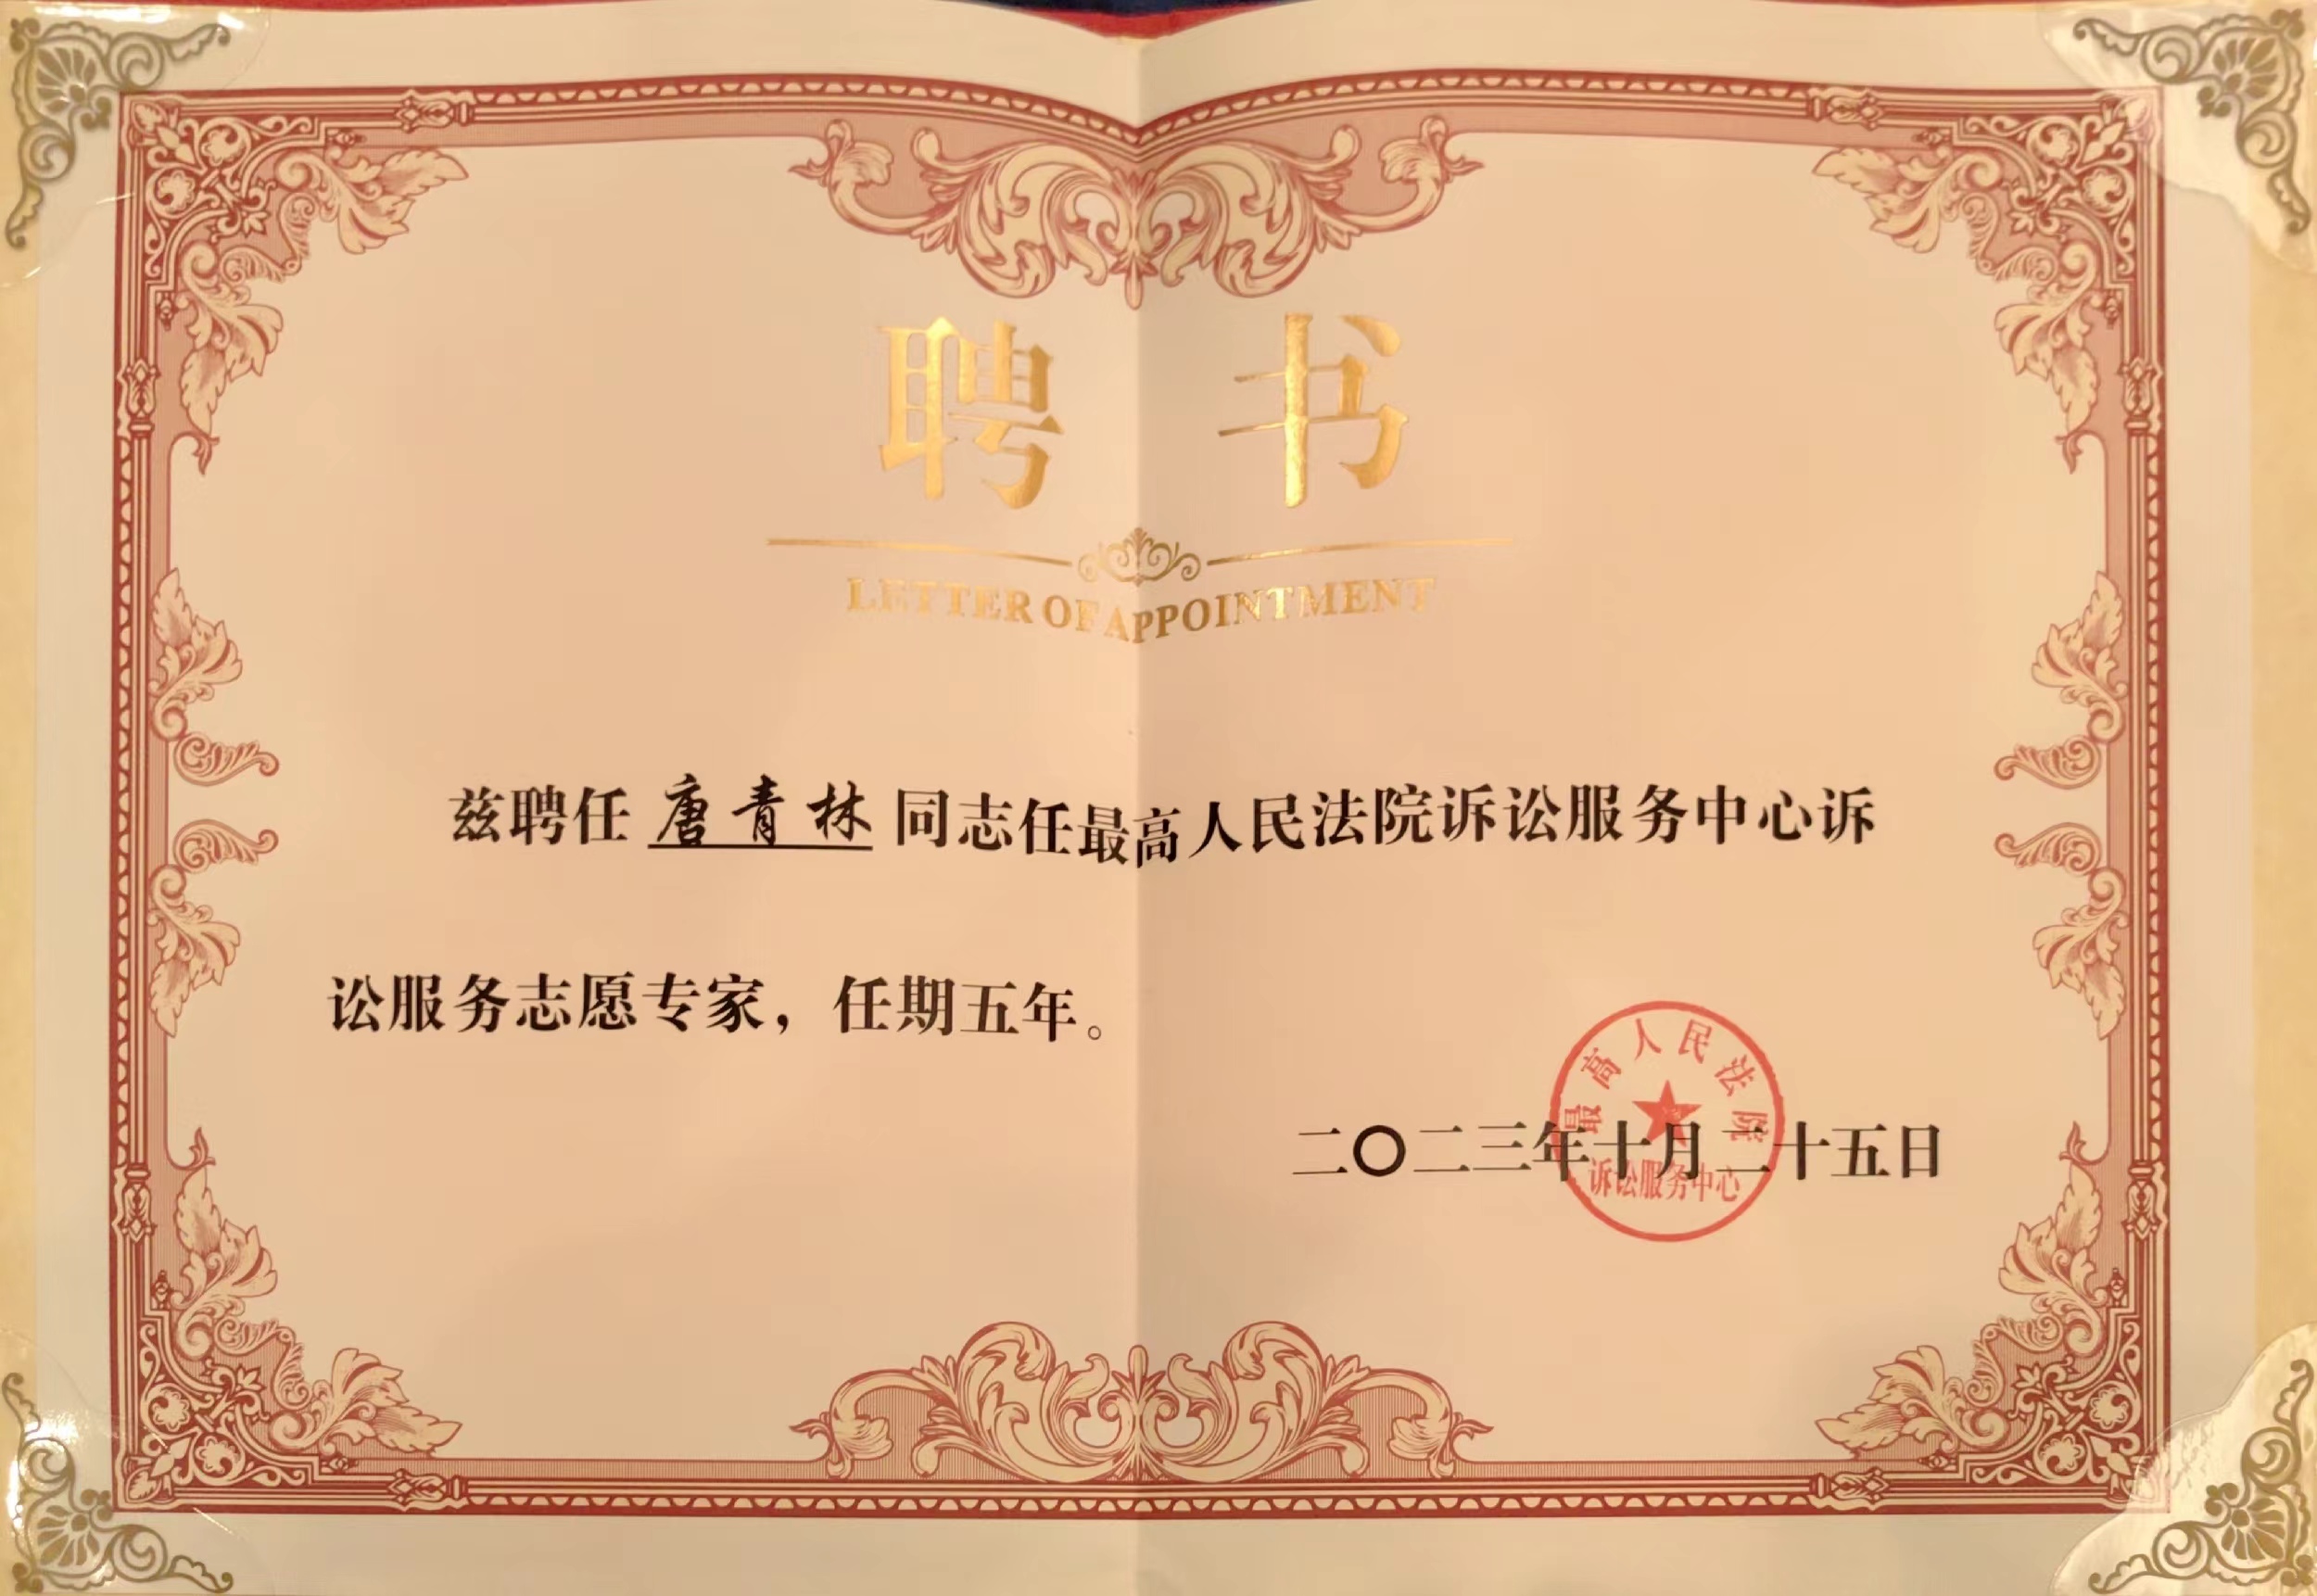 聘 书
LETTER OF APPOINTMENT
兹聘任 唐青林 同志任最高人民法院诉讼服务中心诉
讼服务志愿专家，任期五年。
最高人民法院
二〇二三年十月二十五日
诉讼服务中心